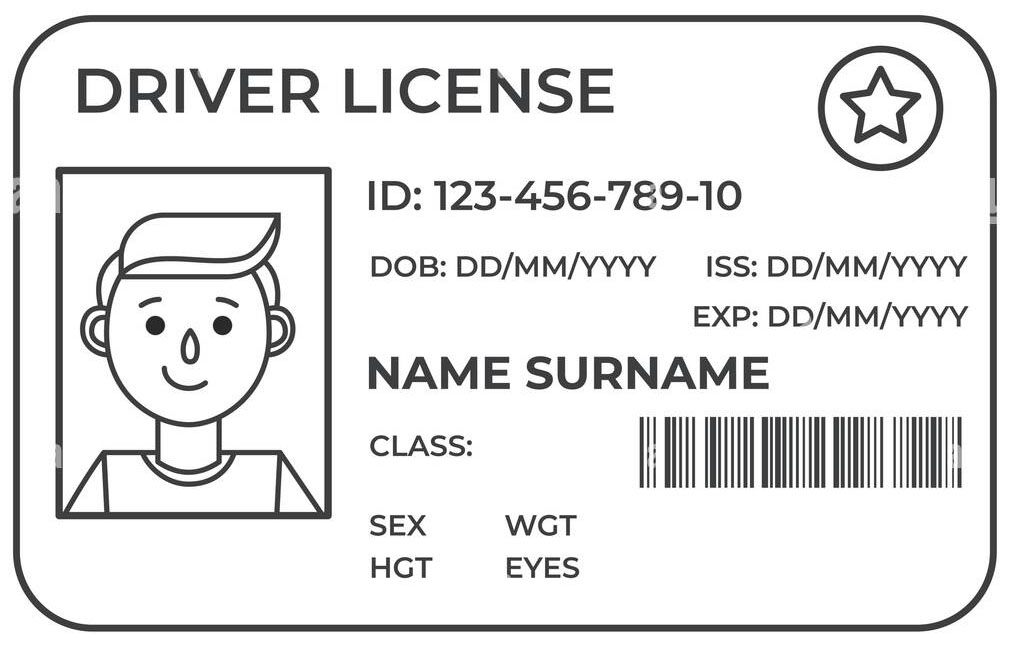 DRIVER LICENSE
ID: 123-456-789-10
DOB: DD/MM/YYYY ISS: DD/MM/YYYY
EXP: DD/MM/YYYY
NAME SURNAME
CLASS:
SEX WGT
HGT EYES